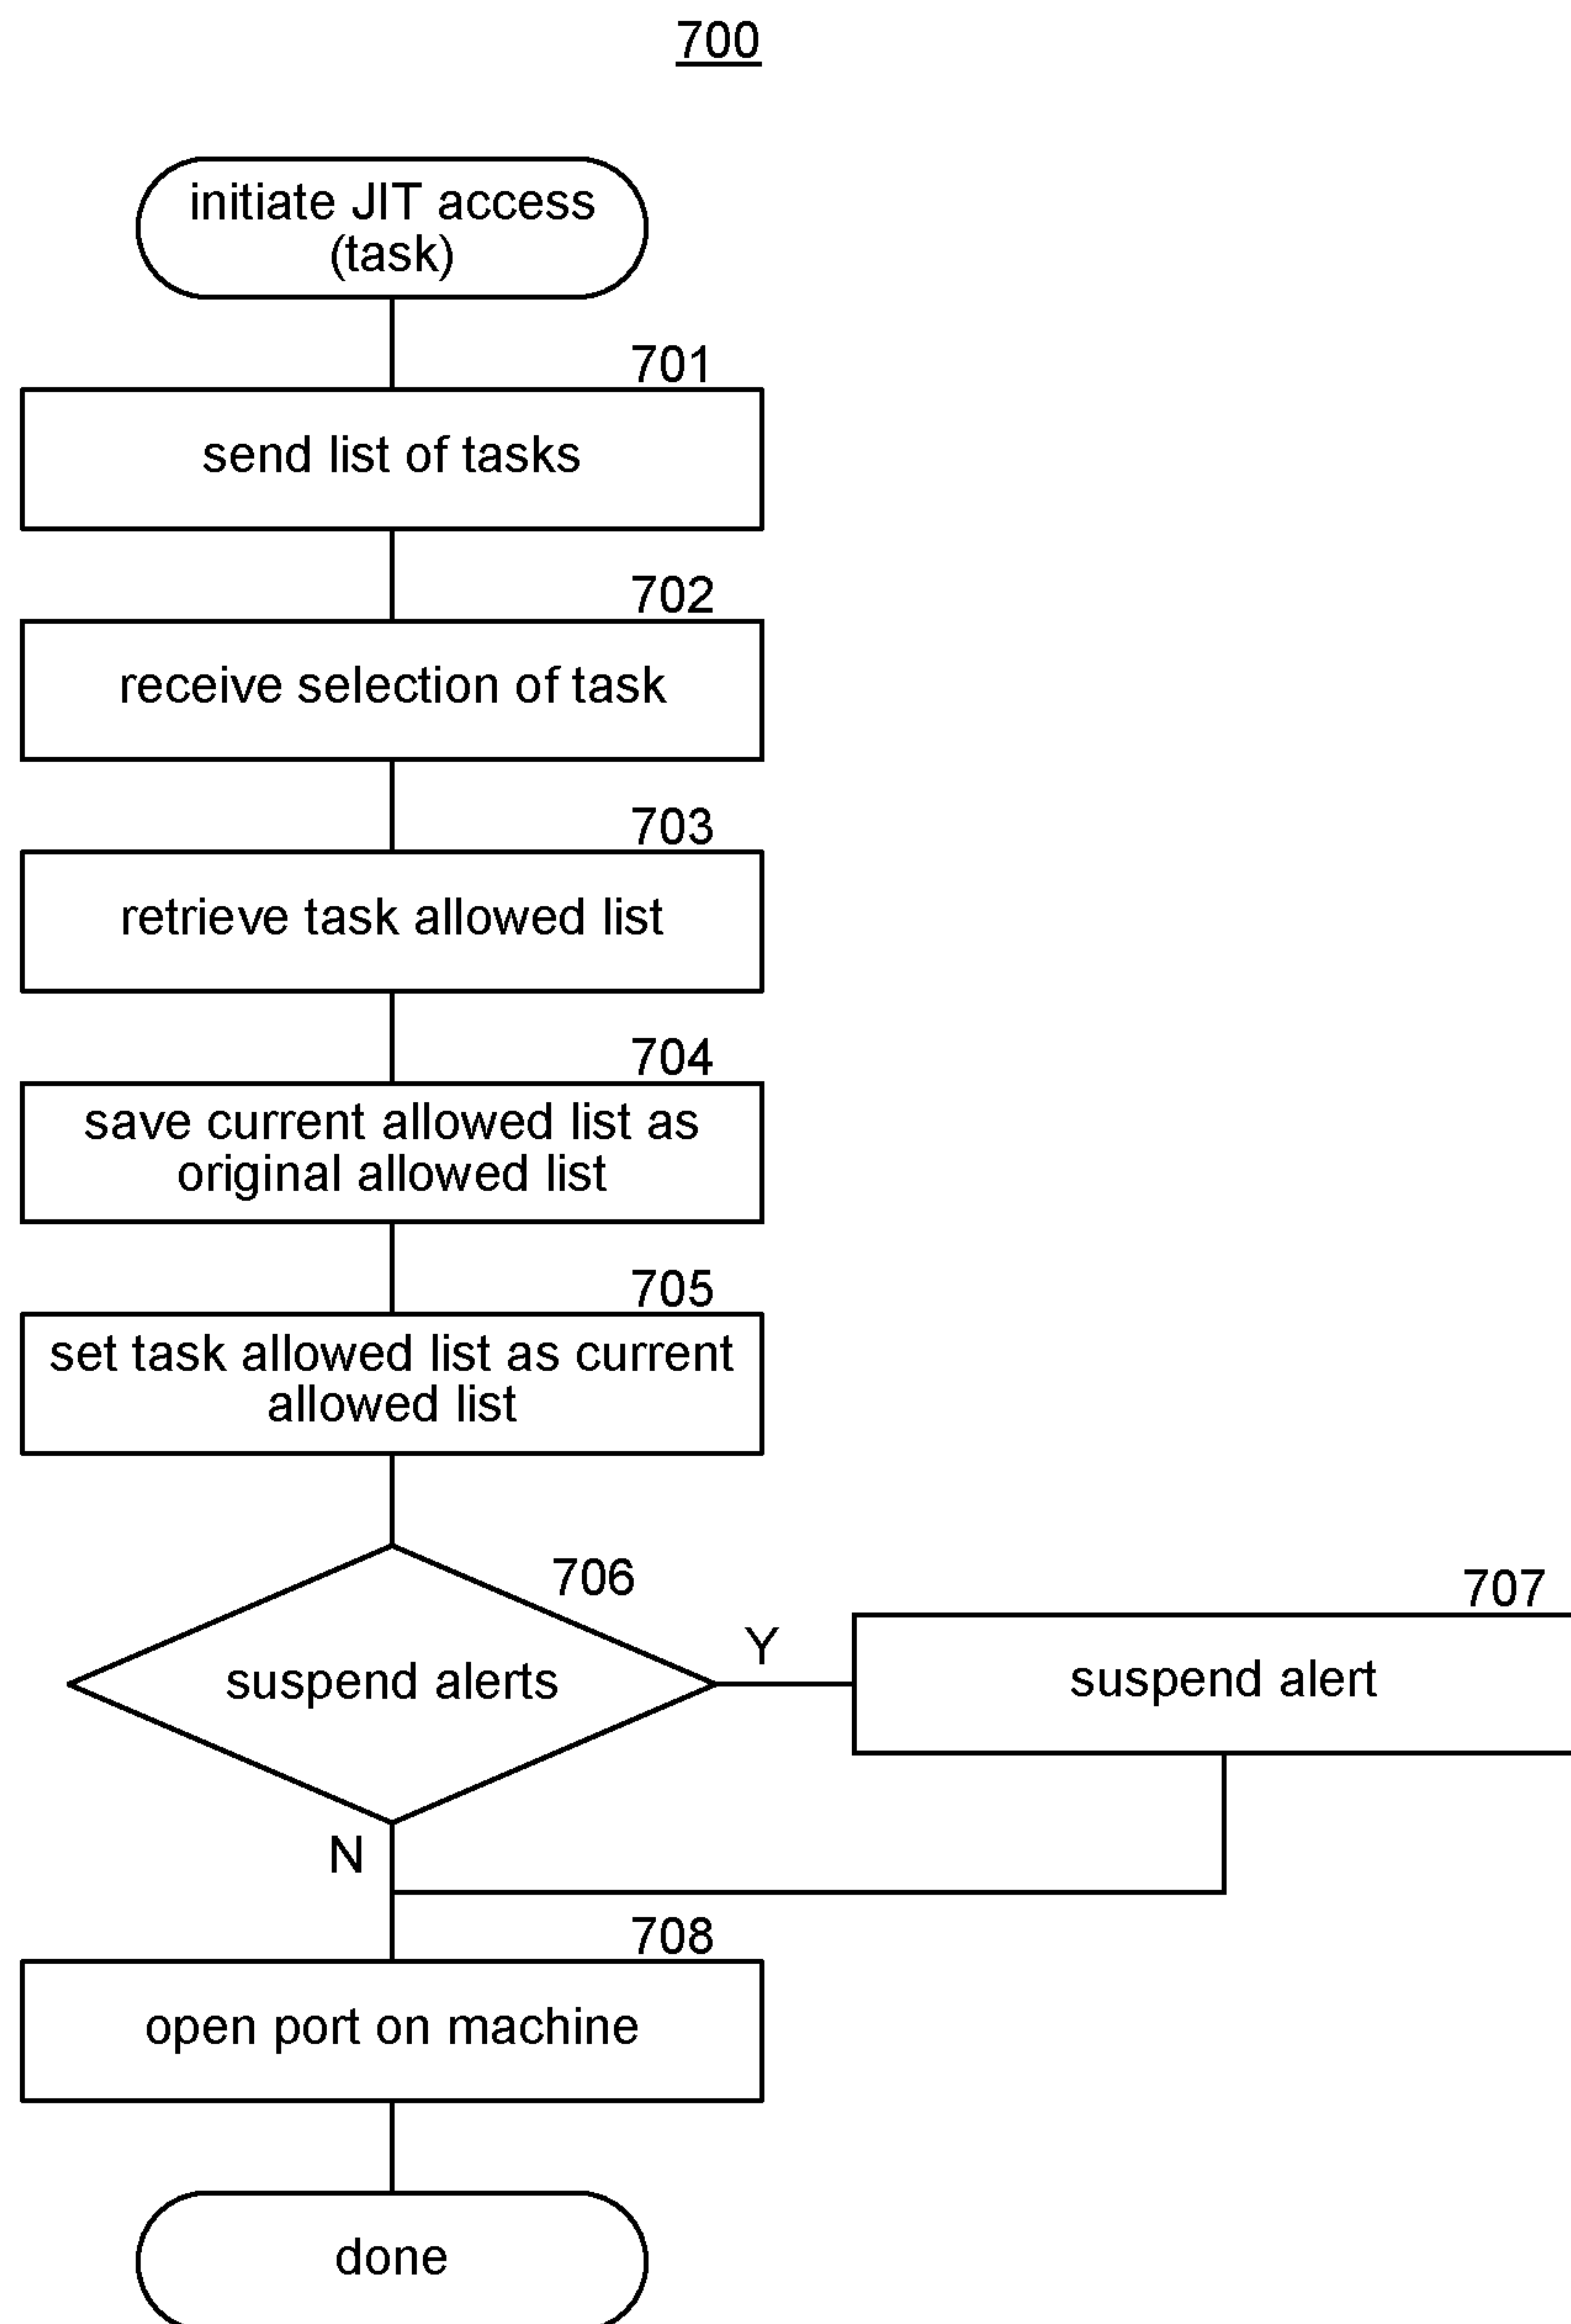 700
initiate JIT access
(task)
701
send list of tasks
702
receive selection of task
703
retrieve task allowed list
704
save current allowed list as
original allowed list
705
set task allowed list as current
allowed list
706
suspend alerts
Y
707
suspend alert
N
708
open port on machine
done